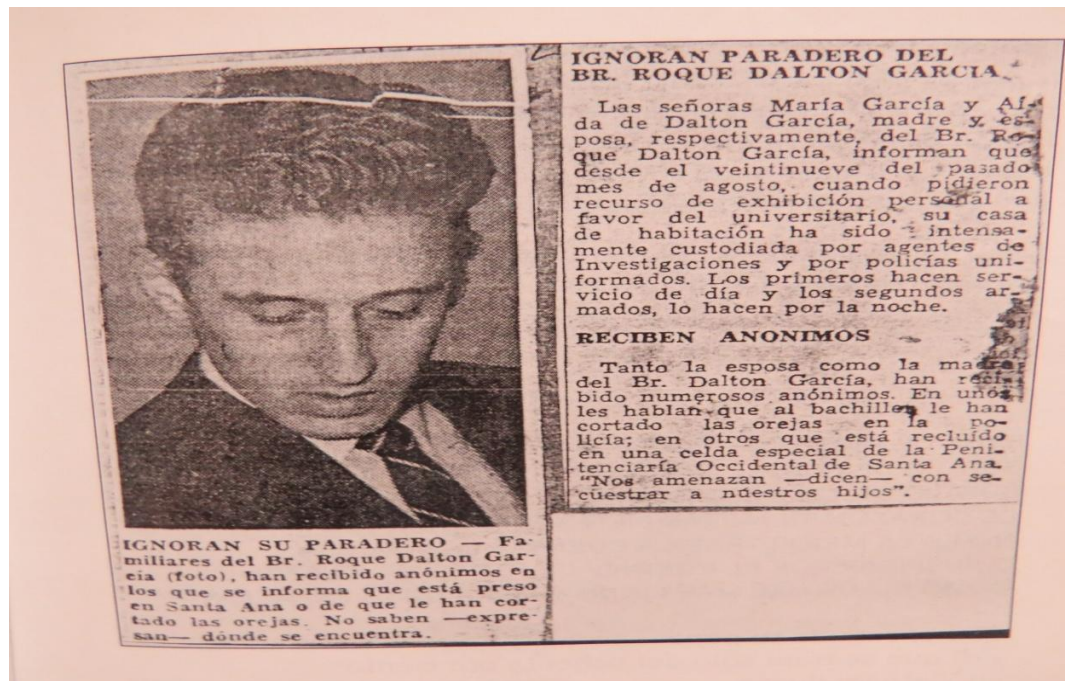 IGNORAN SU PARADERO — Fa-
miliares del Br. Roque Dalton Gar-
cía (foto), han recibido anónimos en
los que se informa que está preso
en Santa Ana o de que le han cor-
tado las orejas. No saben —expre-
san— dónde se encuentra.
IGNORAN PARADERO DEL
BR. ROQUE DALTON GARCIA
Las señoras María García y Aí-
da de Dalton García, madre y es-
posa, respectivamente, del Br. Ro-
que Dalton García, informan que
desde el veintinueve del pasado
mes de agosto, cuando pidieron
recurso de exhibición personal a
favor del universitario, su casa
de habitación ha sido intensa-
mente custodiada por agentes de
Investigaciones y por policías uni-
formados. Los primeros hacen ser-
vicio de día y los segundos ar-
mados, lo hacen por la noche.
RECIBEN ANONIMOS
Tanto la esposa como la madre
del Br. Dalton García, han reci-
bido numerosos anónimos. En unos
les hablan que al bachiller le han
cortado las orejas en la po-
licía; en otros que está recluído
en una celda especial de la Peni-
tenciaría Occidental de Santa Ana.
"Nos amenazan —dicen— con se-
cuestrar a nuestros hijos".